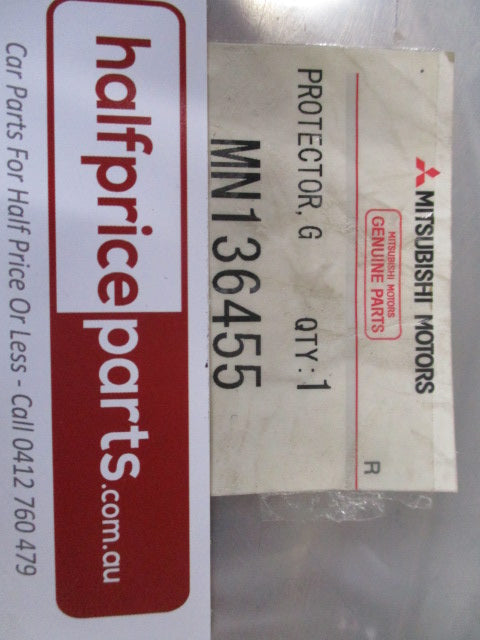 MITSUBISHI MOTORS
MITSUBISHI MOTORS
GENUINE PARTS
R
PROTECTOR, G QTY:1
MN136455
halfpriceparts.com.au
Car Parts For Half Price Or Less - Call 0412 760 479